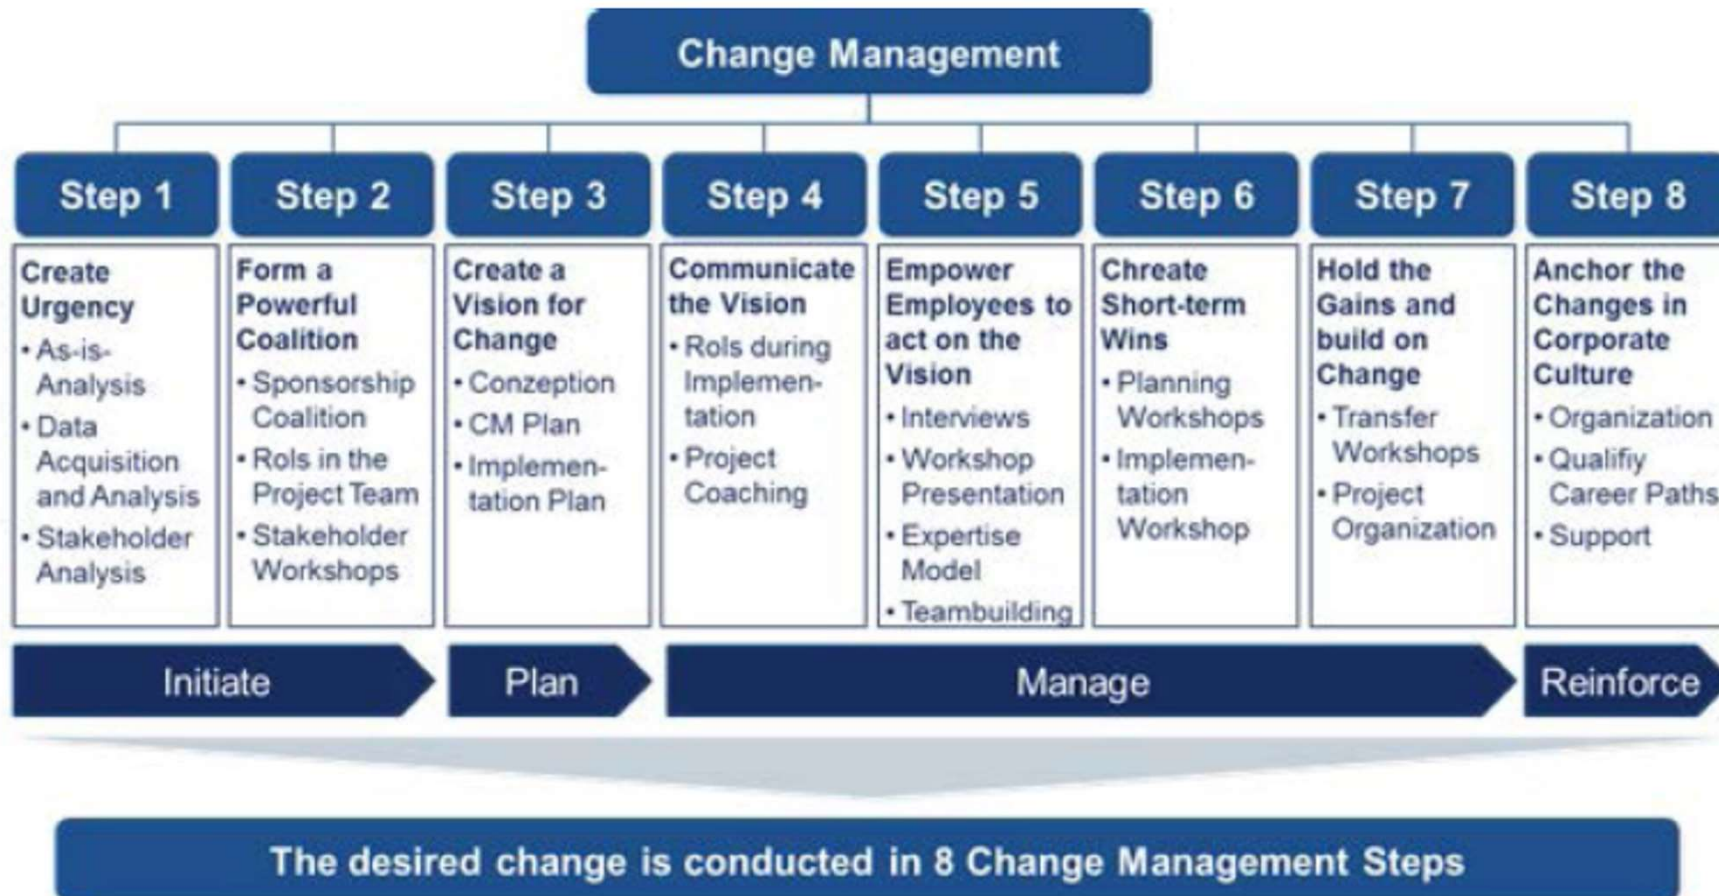 Change Management
Step 1
Create
Urgency
• As-is-
Analysis
• Data
Acquisition
and Analysis
• Stakeholder
Analysis
Step 2
Form a
Powerful
Coalition
• Sponsorship
Coalition
• Rols in the
Project Team
• Stakeholder
Workshops
Step 3
Create a
Vision for
Change
• Conzeption
• CM Plan
• Implemen-
tation Plan
Step 4
Communicate
the Vision
• Rols during
Implemen-
tation
• Project
Coaching
Step 5
Empower
Employees to
act on the
Vision
• Interviews
• Workshop
Presentation
• Expertise
Model
• Teambuilding
Step 6
Chreate
Short-term
Wins
• Planning
Workshops
• Implemen-
tation
Workshop
Step 7
Hold the
Gains and
build on
Change
• Transfer
Workshops
• Project
Organization
Step 8
Anchor the
Changes in
Corporate
Culture
• Organization
• Qualifiy
Career Paths
• Support
Initiate
Plan
Manage
Reinforce
The desired change is conducted in 8 Change Management Steps